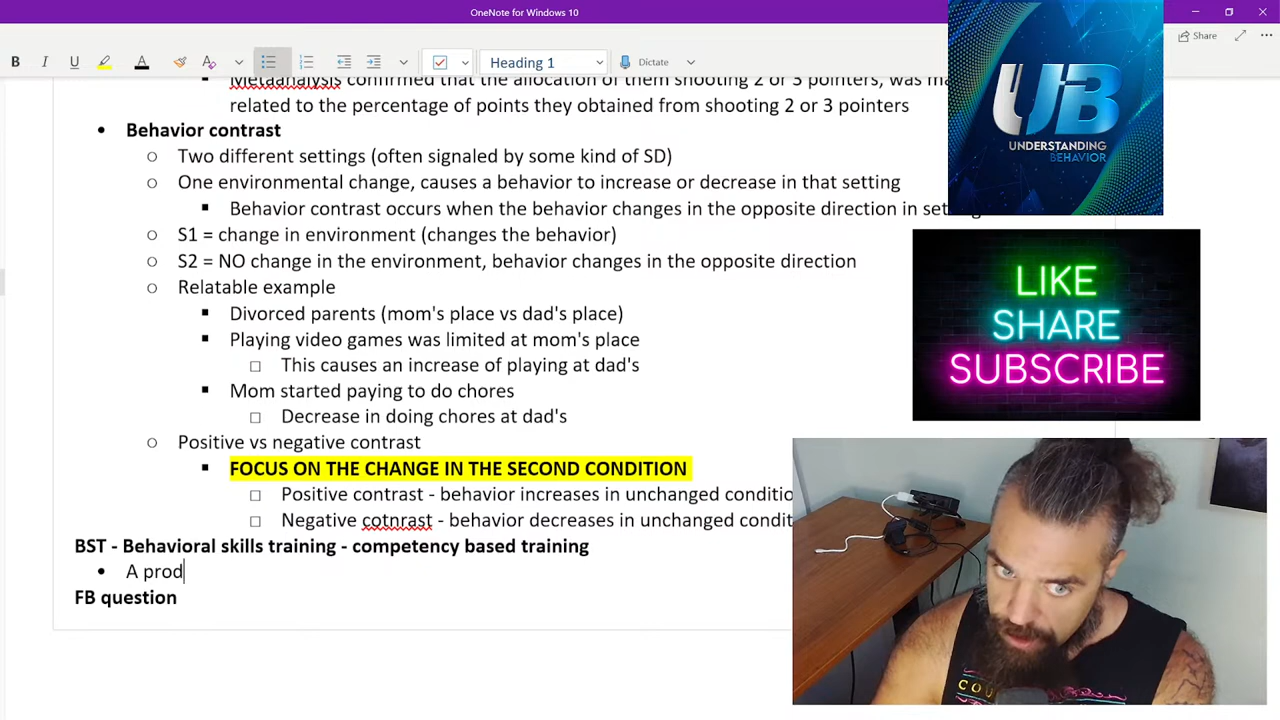 OneNote for Windows 10
Share
B I U A A Heading 1 Dictate
Metaanalysis confirmed that the allocation of them shooting 2 or 3 pointers, was
related to the percentage of points they obtained from shooting 2 or 3 pointers
Behavior contrast
Two different settings (often signaled by some kind of SD)
One environmental change, causes a behavior to increase or decrease in that setting
Behavior contrast occurs when the behavior changes in the opposite direction in
S1 = change in environment (changes the behavior)
S2 = NO change in the environment, behavior changes in the opposite direction
Relatable example
Divorced parents (mom's place vs dad's place)
Playing video games was limited at mom's place
This causes an increase of playing at dad's
Mom started paying to do chores
Decrease in doing chores at dad's
Positive vs negative contrast
FOCUS ON THE CHANGE IN THE SECOND CONDITION
Positive contrast - behavior increases in unchanged conditio
Negative cotnrast - behavior decreases in unchanged condit
BST - Behavioral skills training - competency based training
A prod
FB question
UB
UNDERSTANDING
BEHAVIOR
LIKE
SHARE
SUBSCRIBE
COU